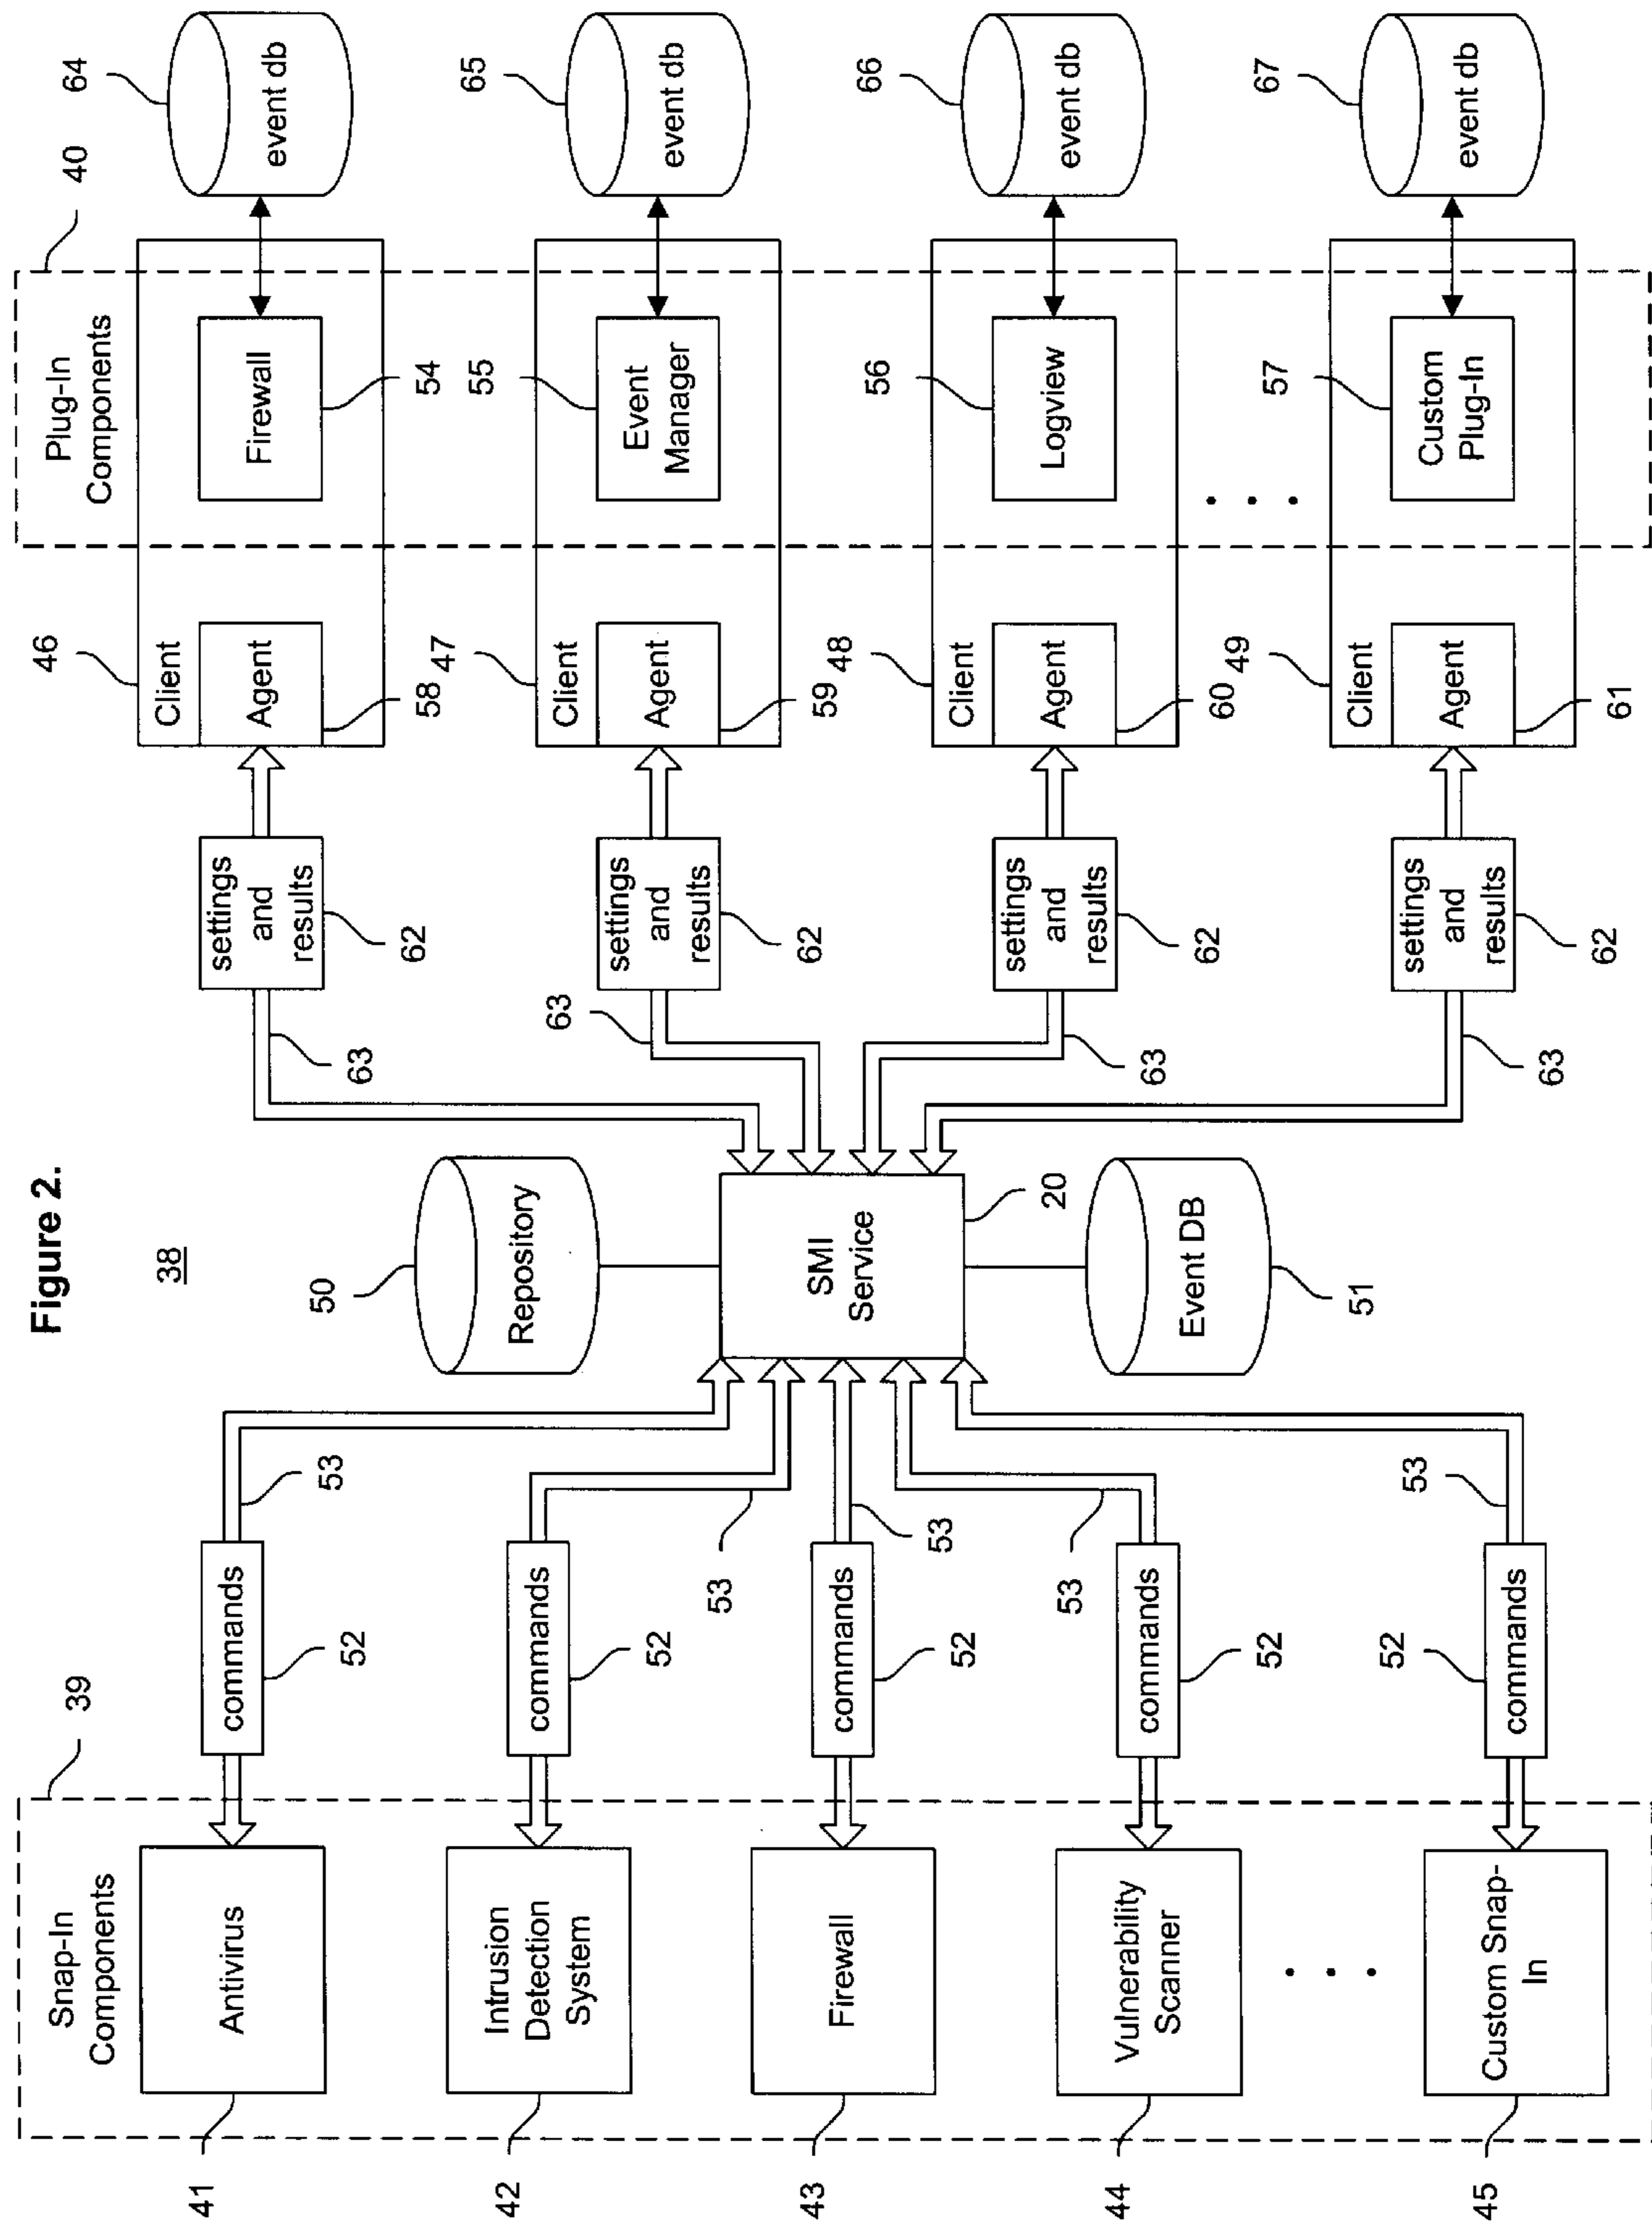 Figure 2.
38
Snap-In
Components
39
Antivirus
41
commands
52
53
Intrusion
Detection
System
42
commands
52
53
Firewall
43
commands
52
53
Vulnerability
Scanner
44
commands
52
53
Custom Snap-
In
45
commands
52
53
Repository
50
SMI
Service
20
Event DB
51
Plug-In
Components
40
63
settings
and
results
62
Client
46
Agent
58
Firewall
54
event db
64
63
settings
and
results
62
Client
47
Agent
59
Event
Manager
55
event db
65
63
settings
and
results
62
Client
48
Agent
60
Logview
56
event db
66
63
settings
and
results
62
Client
49
Agent
61
Custom
Plug-In
57
event db
67